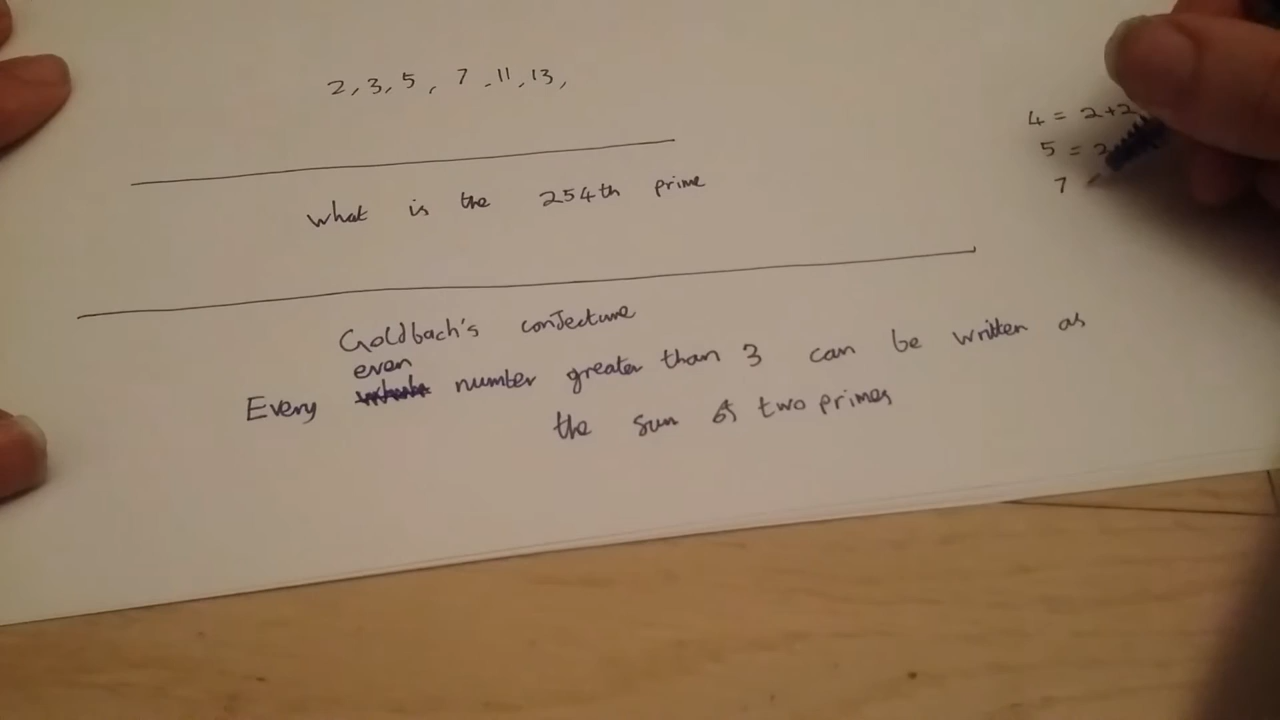 2, 3, 5, 7, 11, 13,
4 = 2+2
5 = 2
7
What is the 254th prime
Goldbach's conjecture
even
Every number greater than 3 can be written as
the sum of two primes